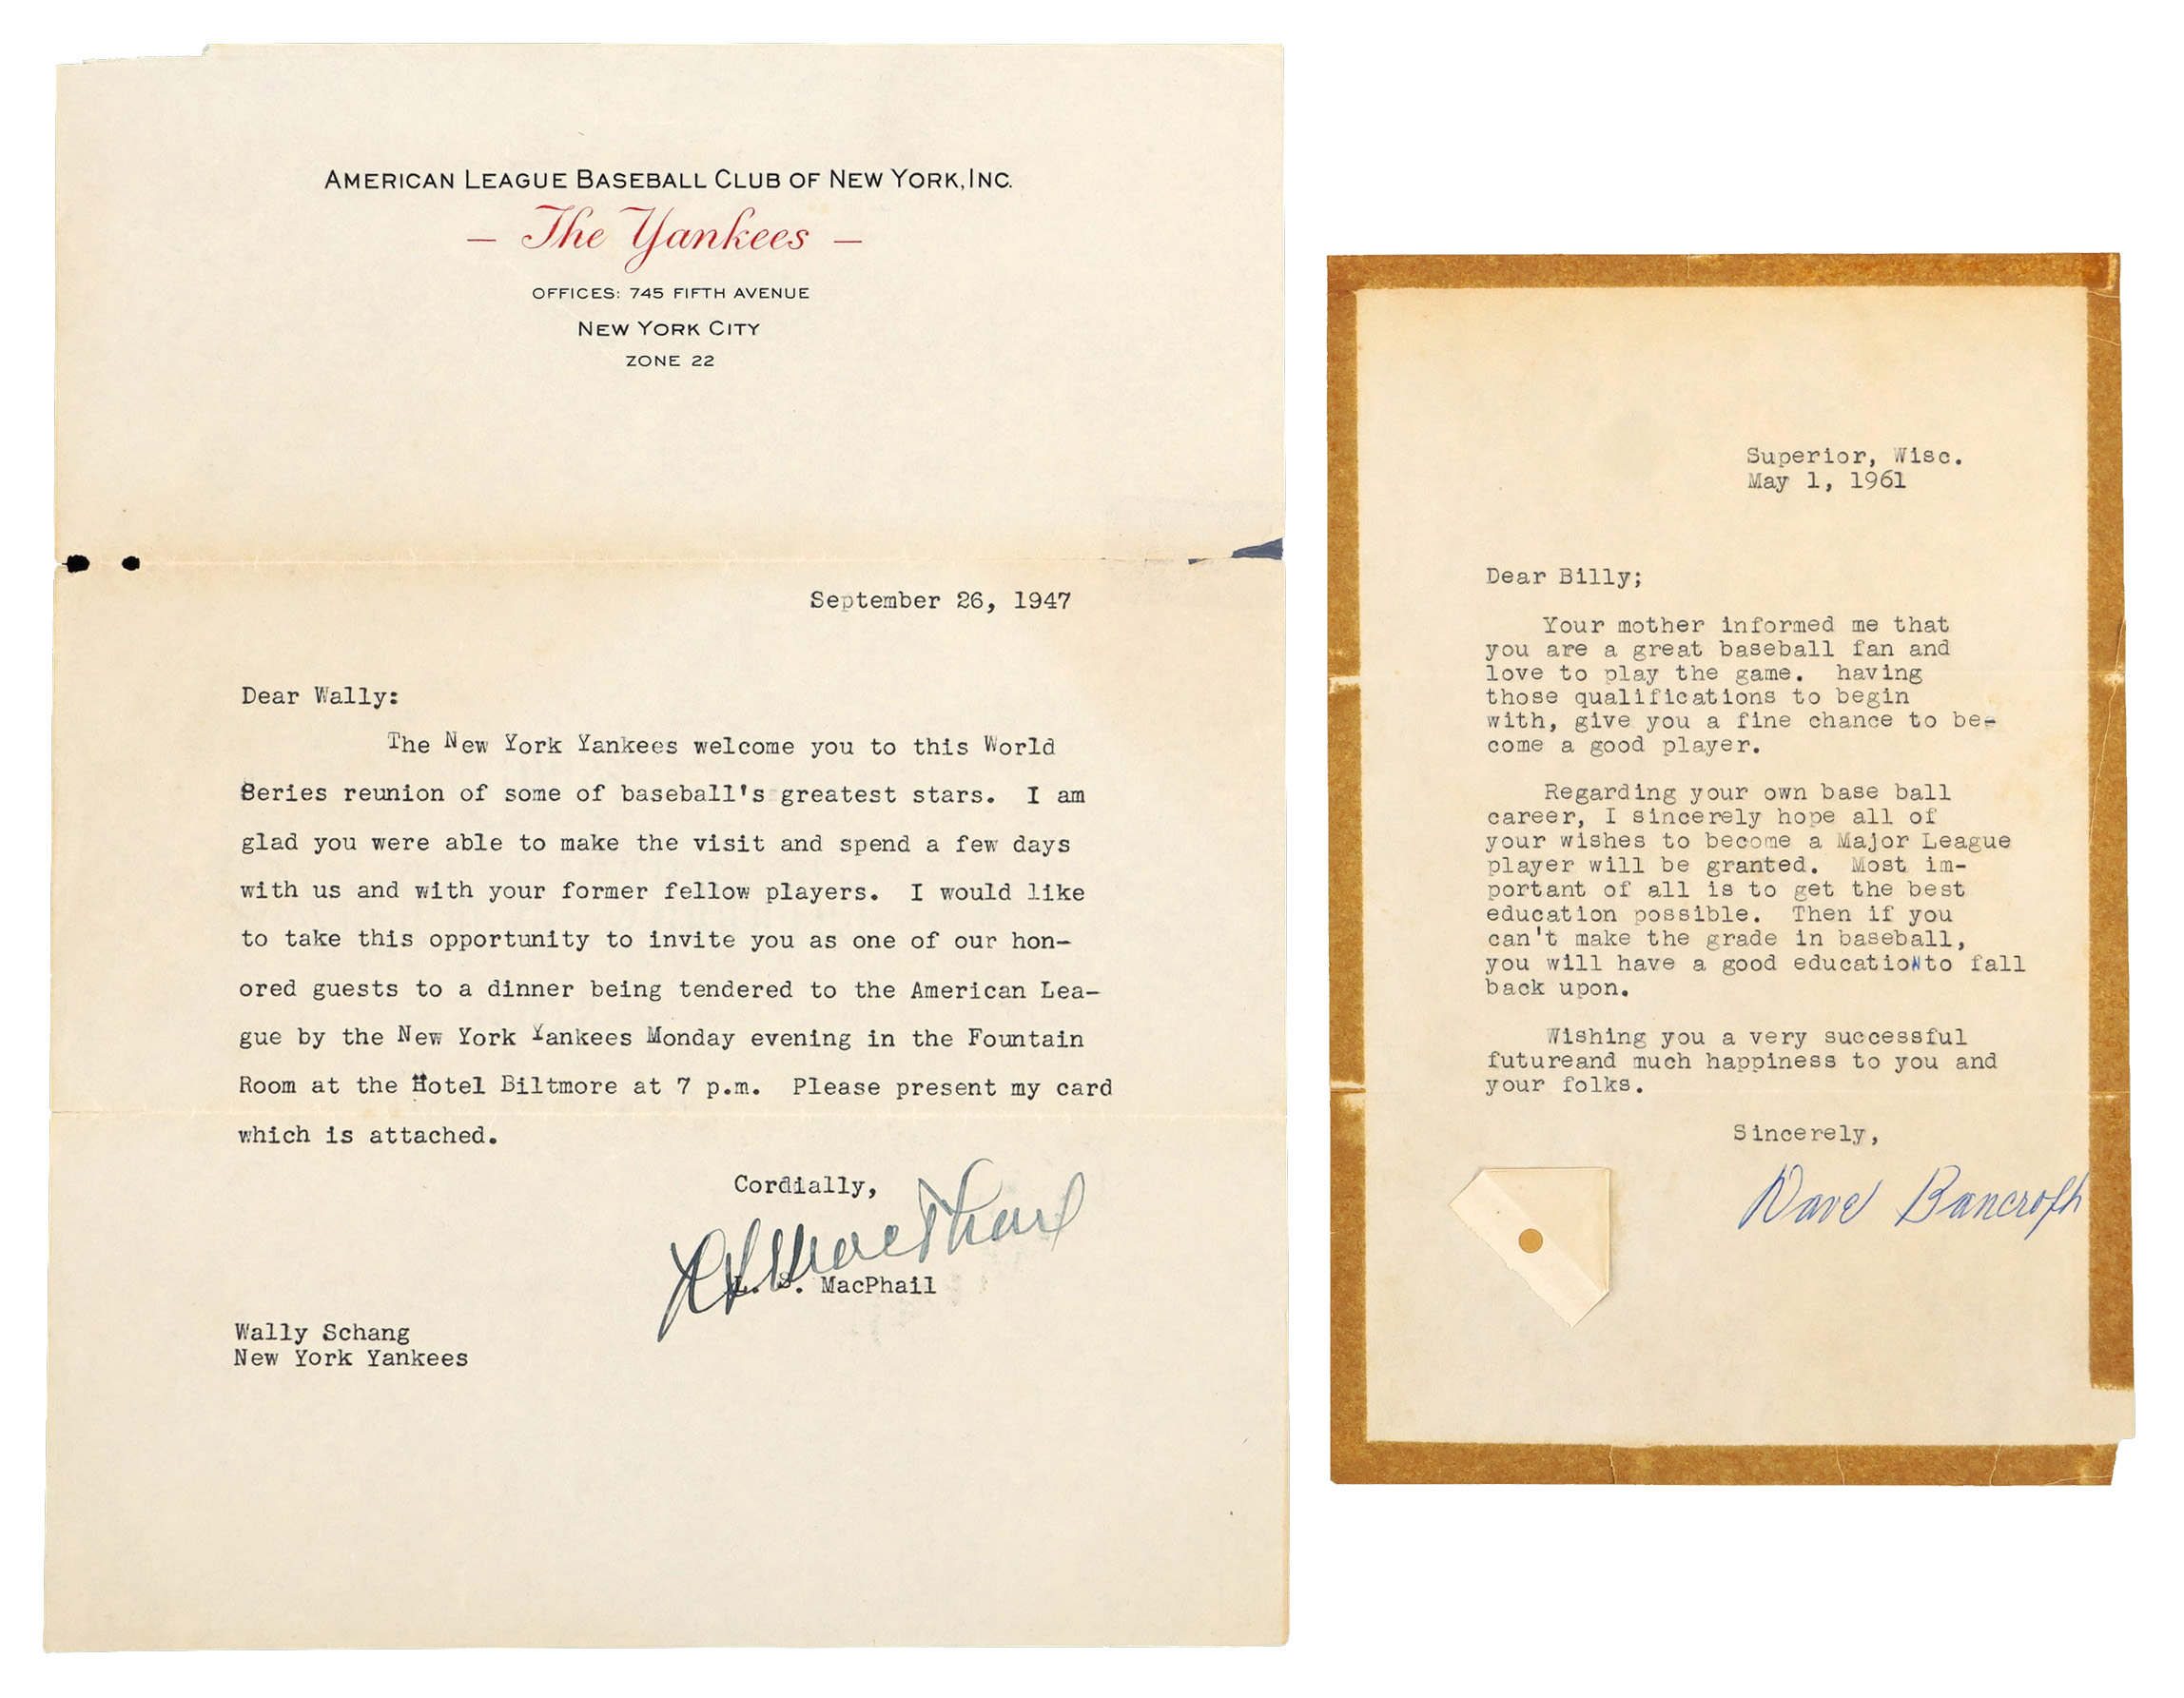 AMERICAN LEAGUE BASEBALL CLUB OF NEW YORK, INC.
— The Yankees —
OFFICES: 745 FIFTH AVENUE
NEW YORK CITY
ZONE 22
September 26, 1947
Dear Wally:
The New York Yankees welcome you to this World
Series reunion of some of baseball's greatest stars. I am
glad you were able to make the visit and spend a few days
with us and with your former fellow players. I would like
to take this opportunity to invite you as one of our hon-
ored guests to a dinner being tendered to the American Lea-
gue by the New York Yankees Monday evening in the Fountain
Room at the Hotel Biltmore at 7 p.m. Please present my card
which is attached.
Cordially,
L S MacPhail
L. S. MacPhail
Wally Schang
New York Yankees
Superior, Wisc.
May 1, 1961
Dear Billy;
Your mother informed me that
you are a great baseball fan and
love to play the game. having
those qualifications to begin
with, give you a fine chance to be-
come a good player.
Regarding your own base ball
career, I sincerely hope all of
your wishes to become a Major League
player will be granted. Most im-
portant of all is to get the best
education possible. Then if you
can't make the grade in baseball,
you will have a good educationto fall
back upon.
Wishing you a very successful
futureand much happiness to you and
your folks.
Sincerely,
Dave Bancroft